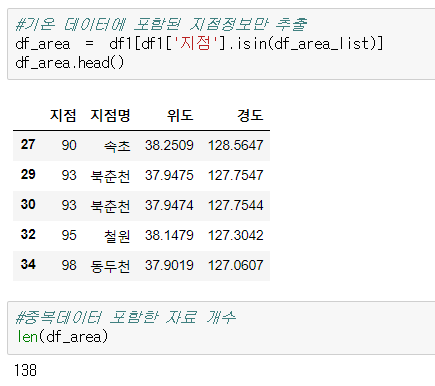 #기온 데이터에 포함된 지점정보만 추출
df_area = df1[df1['지점'].isin(df_area_list)]
df_area.head()
지점 지점명 위도 경도
27 90 속초 38.2509 128.5647
29 93 북춘천 37.9475 127.7547
30 93 북춘천 37.9474 127.7544
32 95 철원 38.1479 127.3042
34 98 동두천 37.9019 127.0607
#중복데이터 포함한 자료 개수
len(df_area)
138